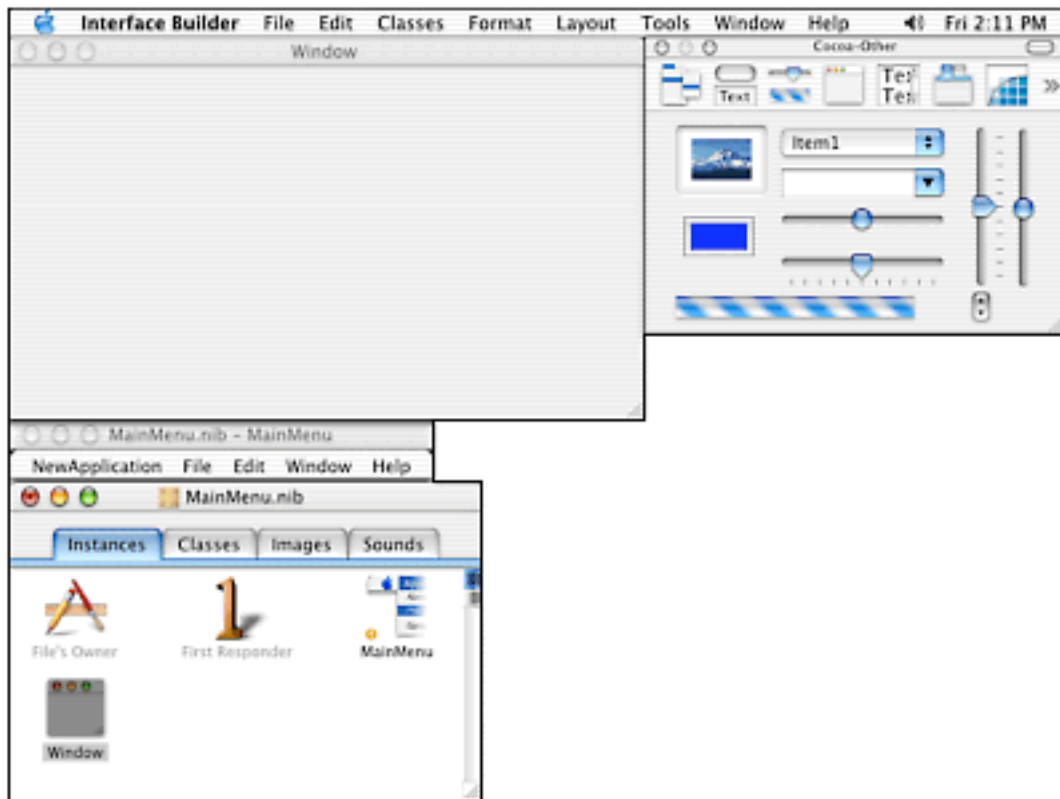 Interface Builder File Edit Classes Format Layout Tools Window Help Fri 2:11 PM
Window
Cocoa-Other
Text
Item1
MainMenu.nib - MainMenu
NewApplication File Edit Window Help
MainMenu.nib
Instances Classes Images Sounds
File's Owner First Responder MainMenu
Window